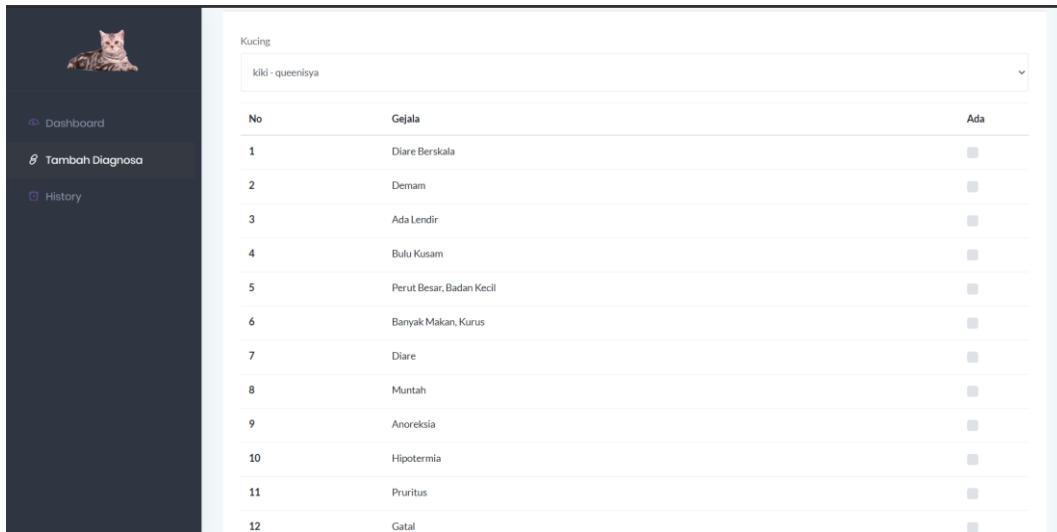 Dashboard
Tambah Diagnosa
History
Kucing
kiki - queenisya
No Gejala Ada
1 Diare Berskala
2 Demam
3 Ada Lendir
4 Bulu Kusam
5 Perut Besar, Badan Kecil
6 Banyak Makan, Kurus
7 Diare
8 Muntah
9 Anoreksia
10 Hipotermia
11 Pruritus
12 Gatal